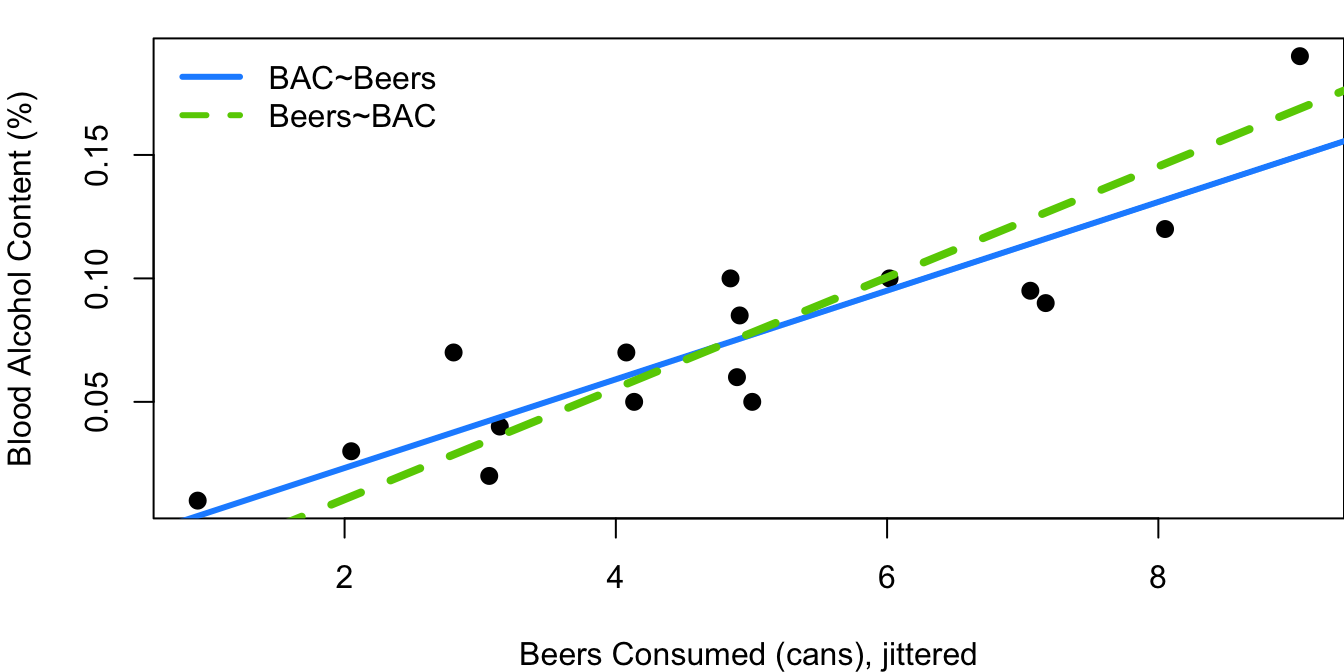 BAC~Beers
Beers~BAC
Blood Alcohol Content (%)
0.15
0.10
0.05
2 4 6 8
Beers Consumed (cans), jittered